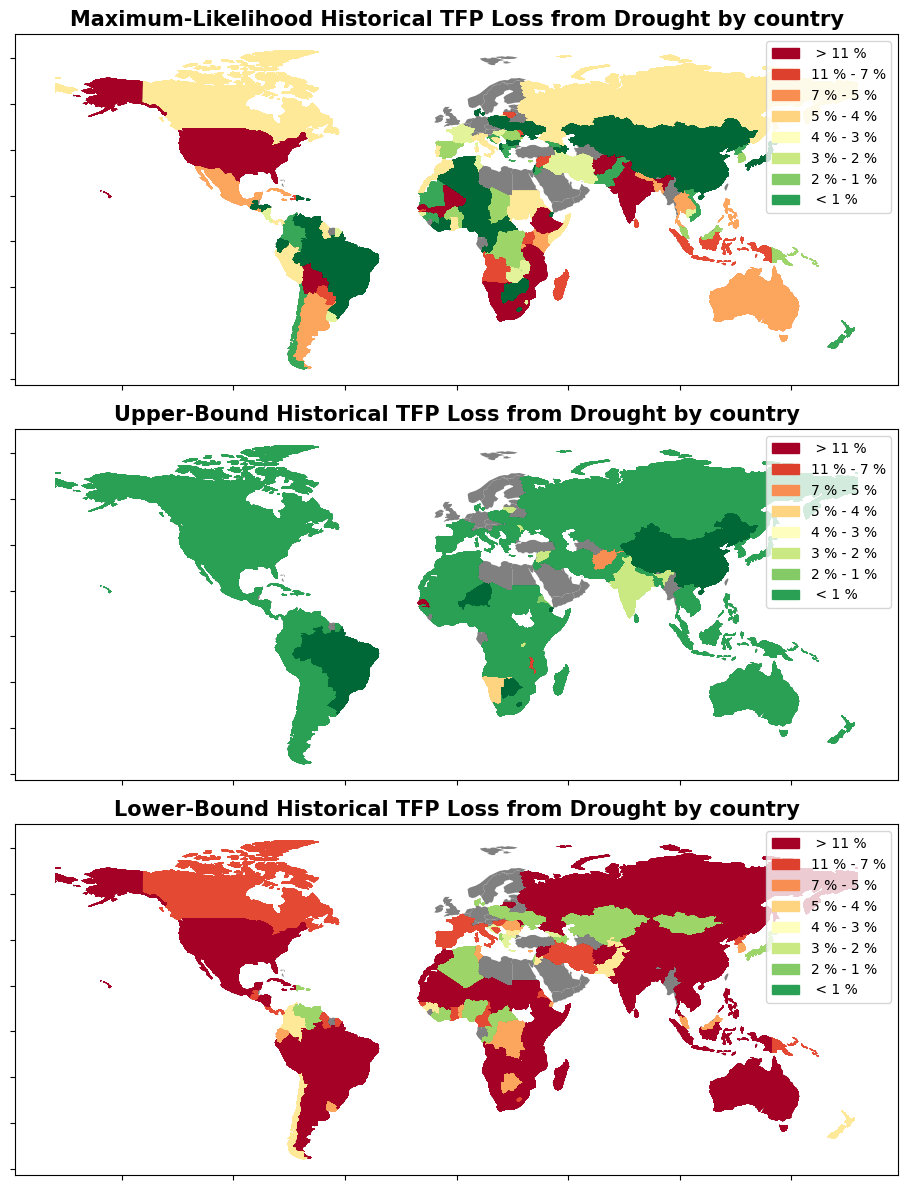 Maximum-Likelihood Historical TFP Loss from Drought by country
> 11 %
11 % - 7 %
7 % - 5 %
5 % - 4 %
4 % - 3 %
3 % - 2 %
2 % - 1 %
< 1 %
Upper-Bound Historical TFP Loss from Drought by country
> 11 %
11 % - 7 %
7 % - 5 %
5 % - 4 %
4 % - 3 %
3 % - 2 %
2 % - 1 %
< 1 %
Lower-Bound Historical TFP Loss from Drought by country
> 11 %
11 % - 7 %
7 % - 5 %
5 % - 4 %
4 % - 3 %
3 % - 2 %
2 % - 1 %
< 1 %